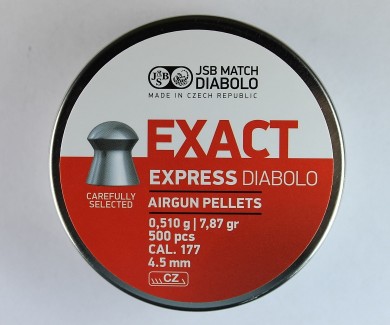 JSB
JSB MATCH
DIABOLO
MADE IN CZECH REPUBLIC
EXACT
EXPRESS DIABOLO
CAREFULLY
SELECTED
AIRGUN PELLETS
0,510 g | 7,87 gr
500 pcs
CAL. 177
4.5 mm
CZ